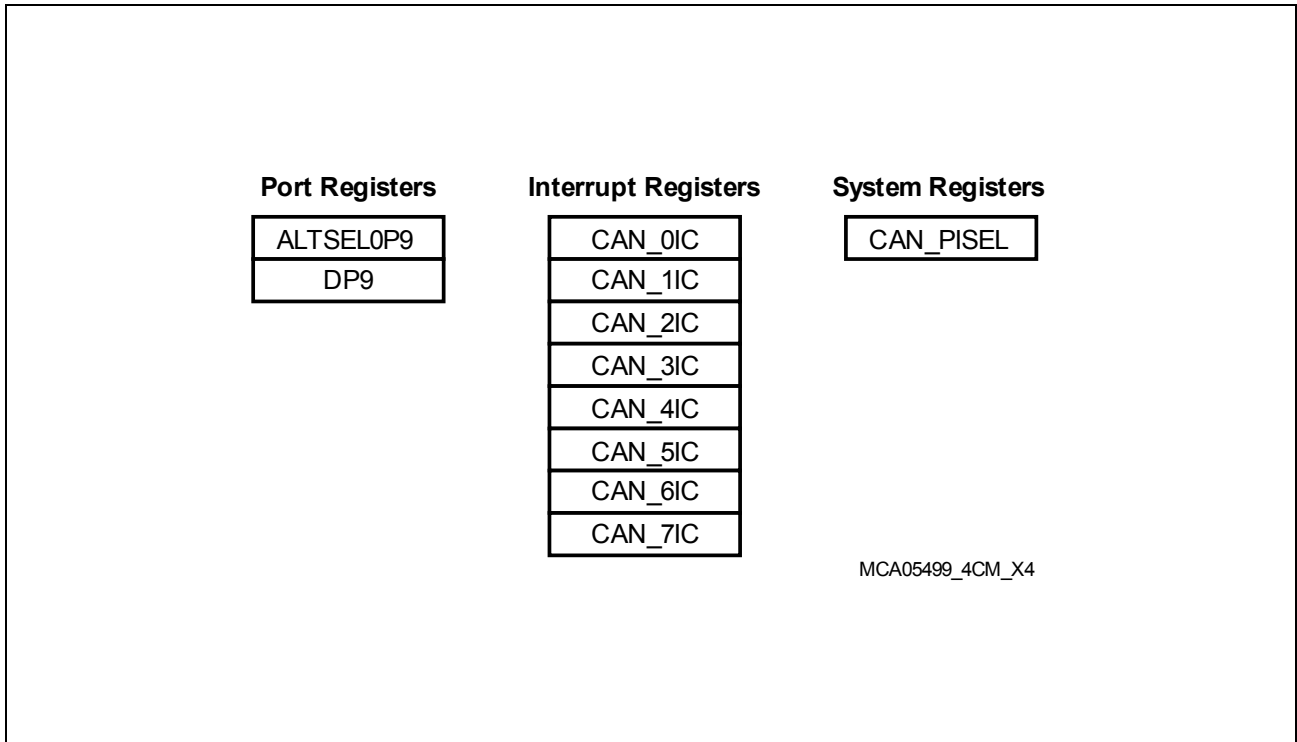 Port Registers
ALTSEL0P9
DP9
Interrupt Registers
CAN_0IC
CAN_1IC
CAN_2IC
CAN_3IC
CAN_4IC
CAN_5IC
CAN_6IC
CAN_7IC
System Registers
CAN_PISEL
MCA05499_4CM_X4